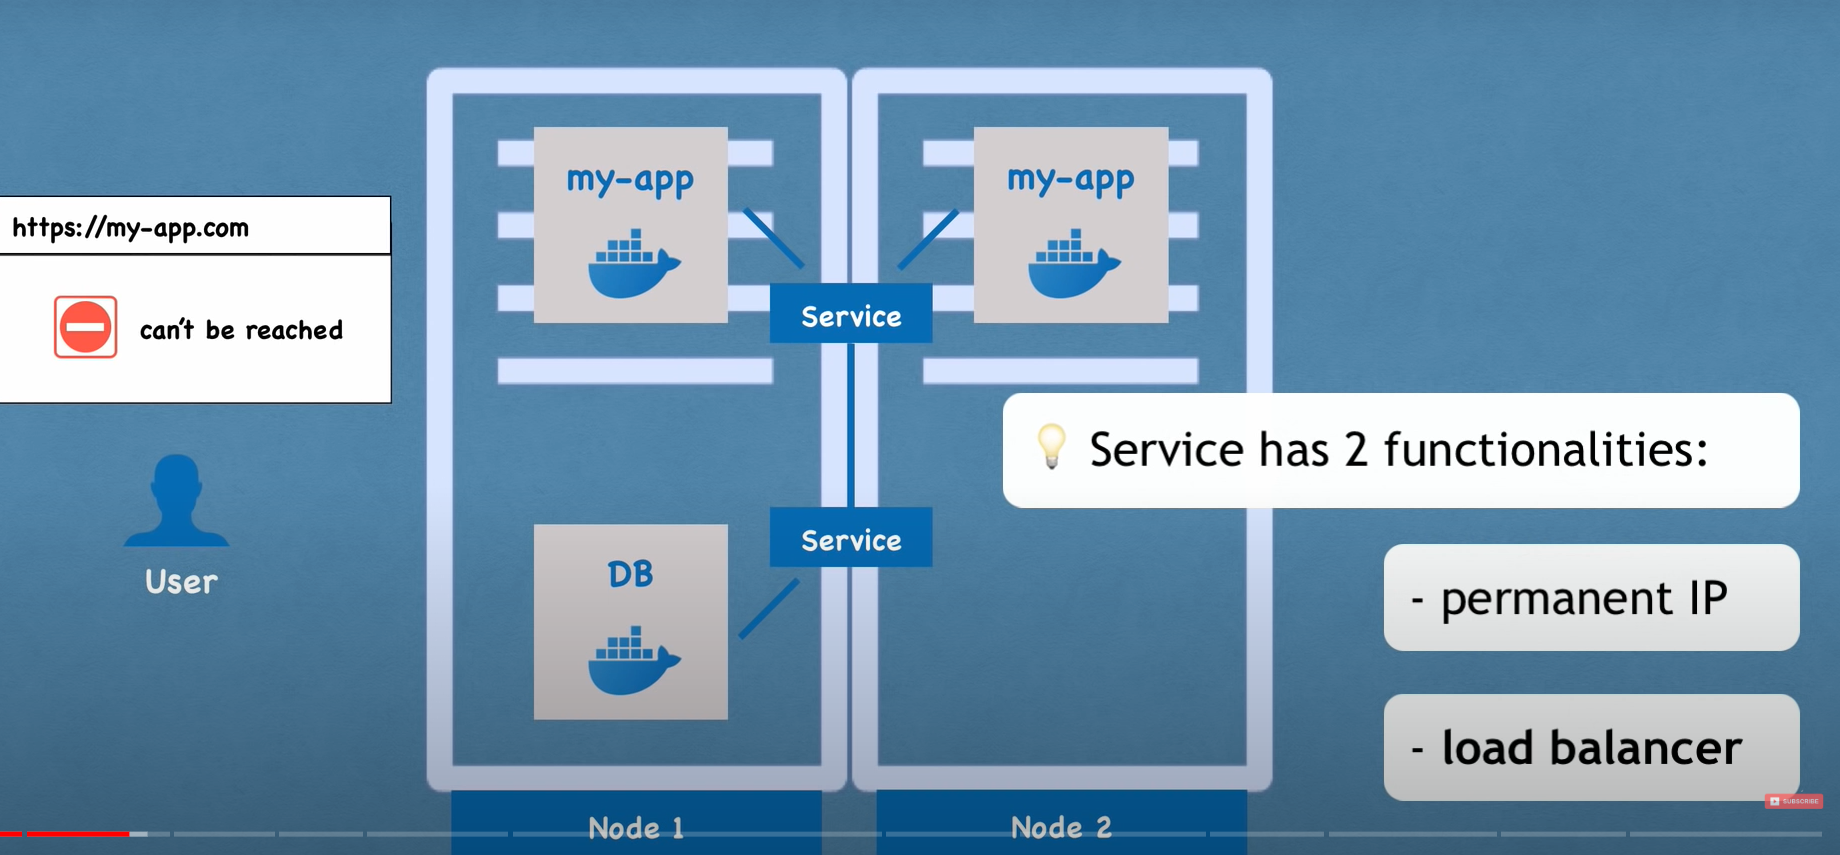 my-app
my-app
https://my-app.com
can't be reached
Service
Service has 2 functionalities:
Service
DB
User
- permanent IP
- load balancer
SUBSCRIBE
Node 1
Node 2